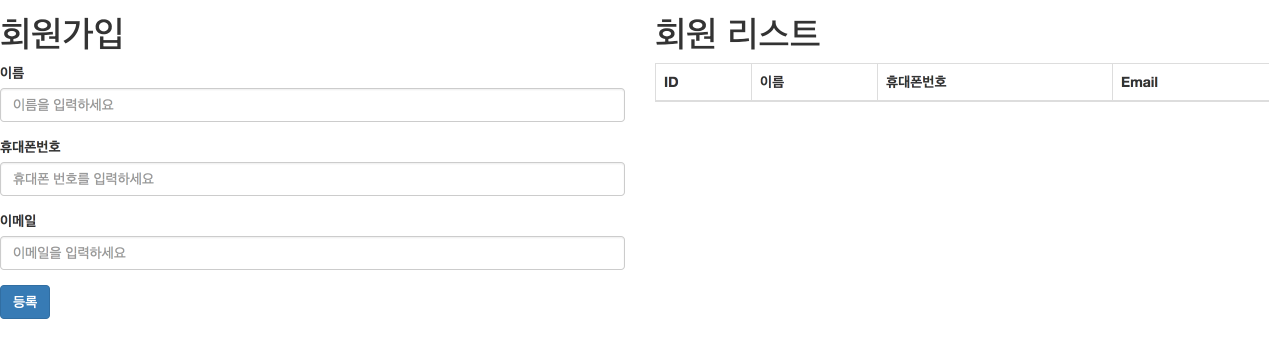 회원가입
이름
이름을 입력하세요
휴대폰번호
휴대폰 번호를 입력하세요
이메일
이메일을 입력하세요
등록
회원 리스트
ID 이름 휴대폰번호 Email